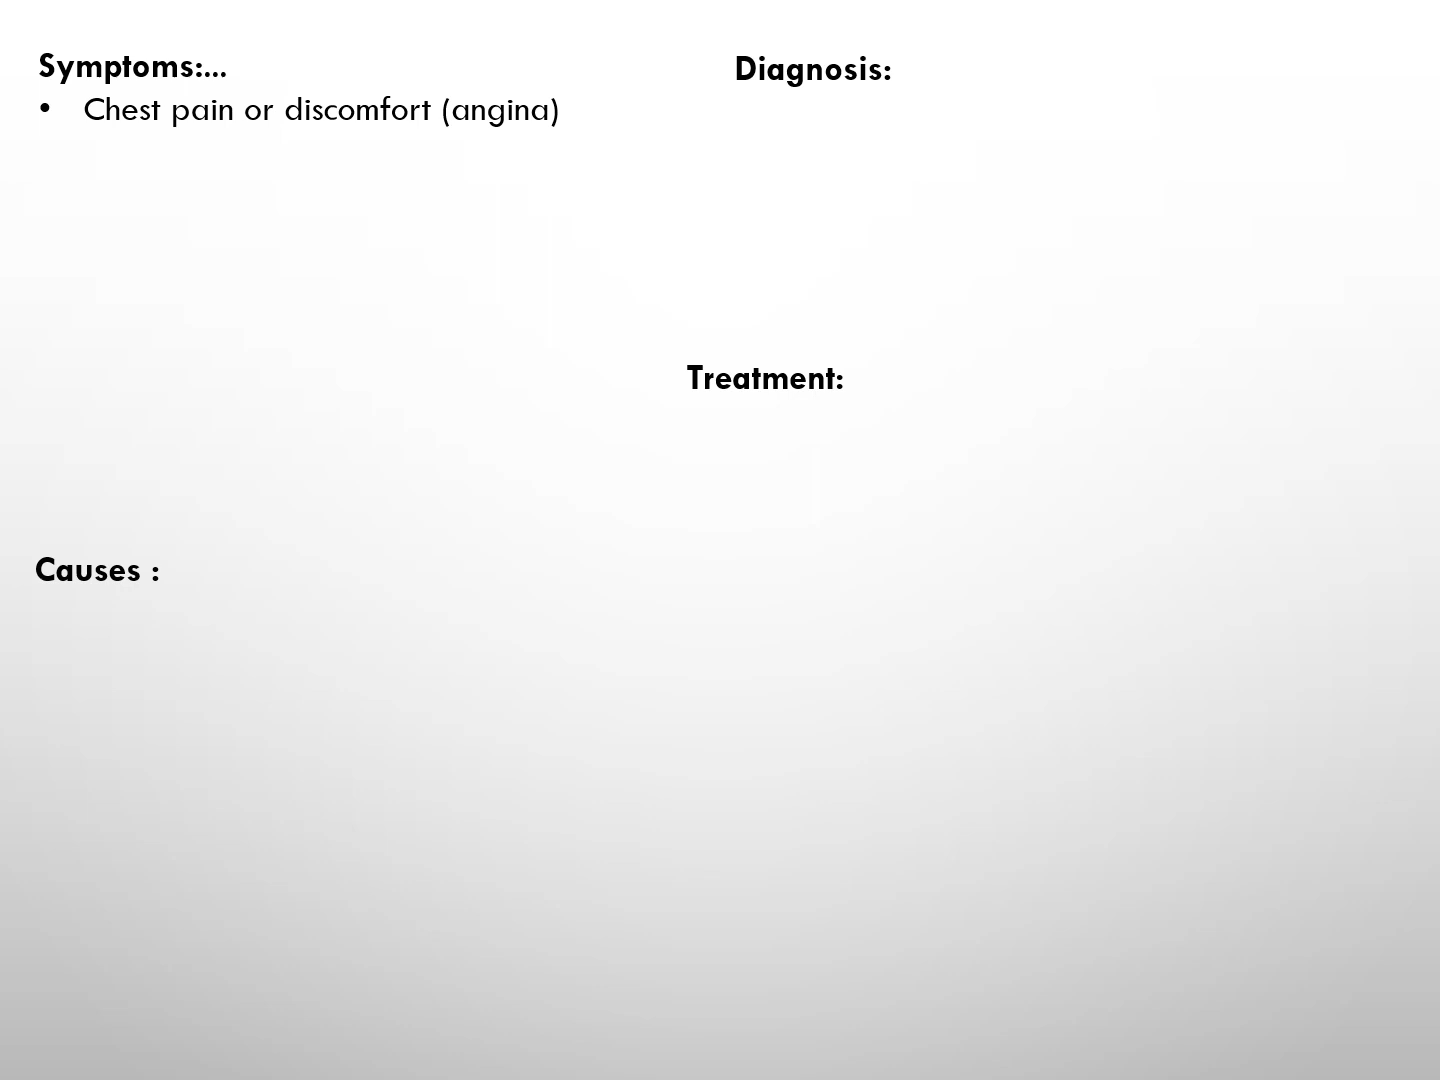 Symptoms:...
• Chest pain or discomfort (angina)
Causes :
Diagnosis:
Treatment: